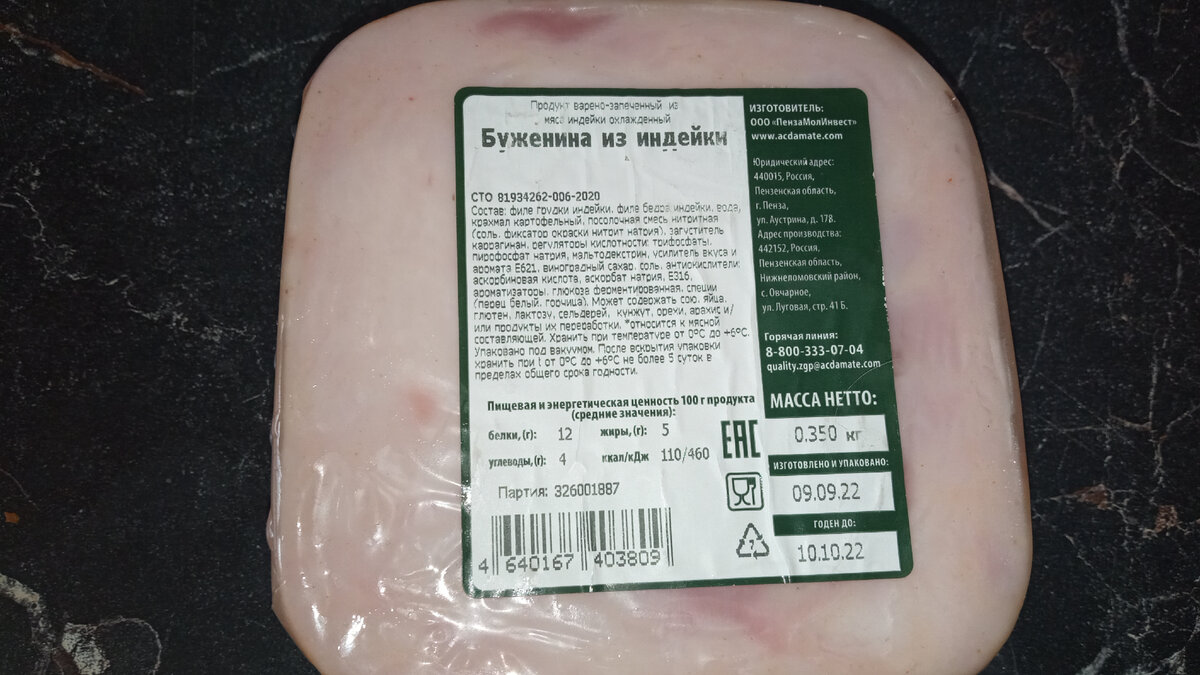 Продукт варено-запеченный из
мяса индейки охлажденный
Буженина из индейки
СТО 81934262-006-2020
Состав: филе грудки индейки, филе бедра индейки, вода,
крахмал картофельный, посолочная смесь нитритная
(соль, фиксатор окраски нитрит натрия), загуститель
каррагинан, регуляторы кислотности: трифосфаты,
пирофосфат натрия, мальтодекстрин, усилитель вкуса и
аромата Е621, виноградный сахар, соль, антиокислители:
аскорбиновая кислота, аскорбат натрия, Е316,
ароматизаторы, глюкоза ферментированная, специи
(перец белый, горчица). Может содержать сою, яйца,
глютен, лактозу, сельдерей, кунжут, орехи, арахис и/
или продукты их переработки. *относится к мясной
составляющей. Хранить при температуре от 0°С до +6°С.
Упаковано под вакуумом. После вскрытия упаковки
хранить при t от 0°С до +6°С не более 5 суток в
пределах общего срока годности.
Пищевая и энергетическая ценность 100 г продукта
(средние значения):
белки, (г): 12 жиры, (г): 5
углеводы, (г): 4 ккал/кДж 110/460
Партия: 326001887
4 640167 403809
EAC
7
ИЗГОТОВИТЕЛЬ:
ООО «ПензаМолИнвест»
www.acdamate.com
Юридический адрес:
440015, Россия,
Пензенская область,
г. Пенза,
ул. Аустрина, д. 178.
Адрес производства:
442152, Россия,
Пензенская область,
Нижнеломовский район,
с. Овчарное,
ул. Луговая, стр. 41 Б.
Горячая линия:
8-800-333-07-04
quality.zgp@acdamate.com
МАССА НЕТТО:
0.350 кг
ИЗГОТОВЛЕНО И УПАКОВАНО:
09.09.22
ГОДЕН ДО:
10.10.22